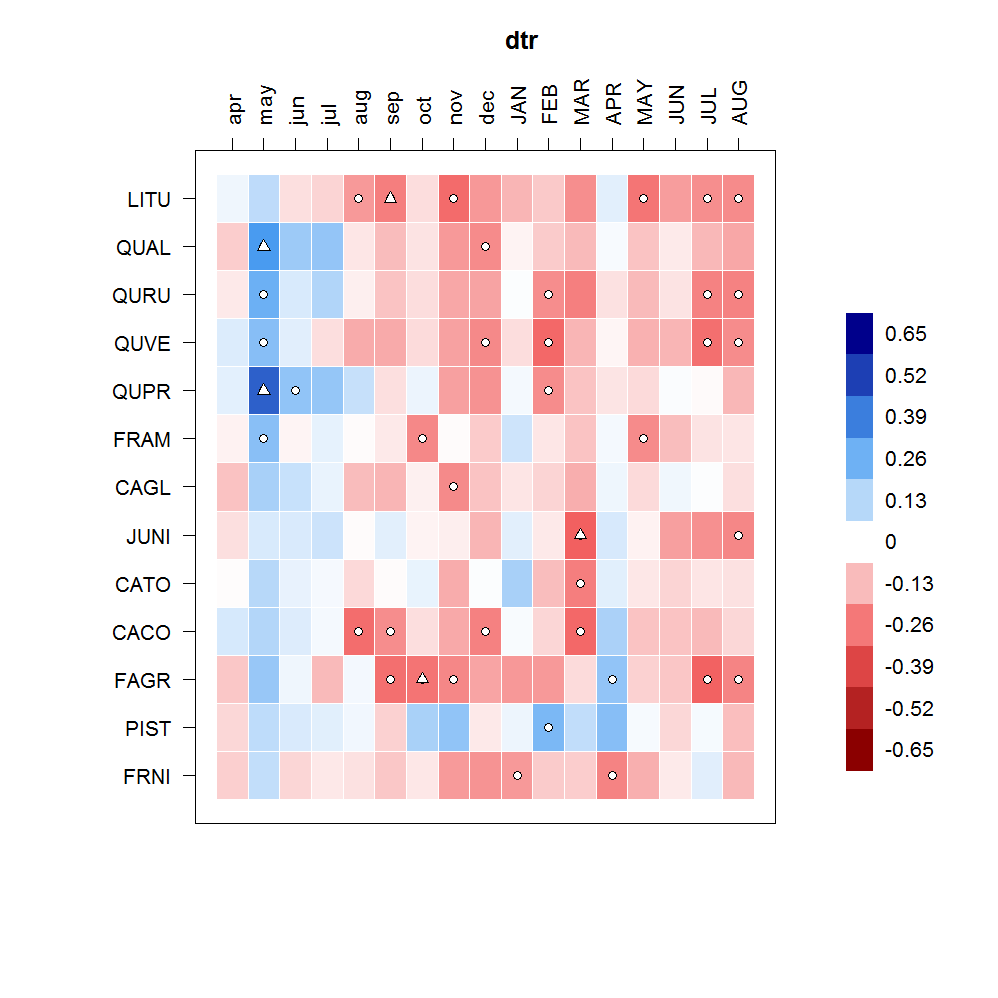 dtr
apr may jun jul aug sep oct nov dec JAN FEB MAR APR MAY JUN JUL AUG
LITU
QUAL
QURU
QUVE
QUPR
FRAM
CAGL
JUNI
CATO
CACO
FAGR
PIST
FRNI
0.65
0.52
0.39
0.26
0.13
0
-0.13
-0.26
-0.39
-0.52
-0.65